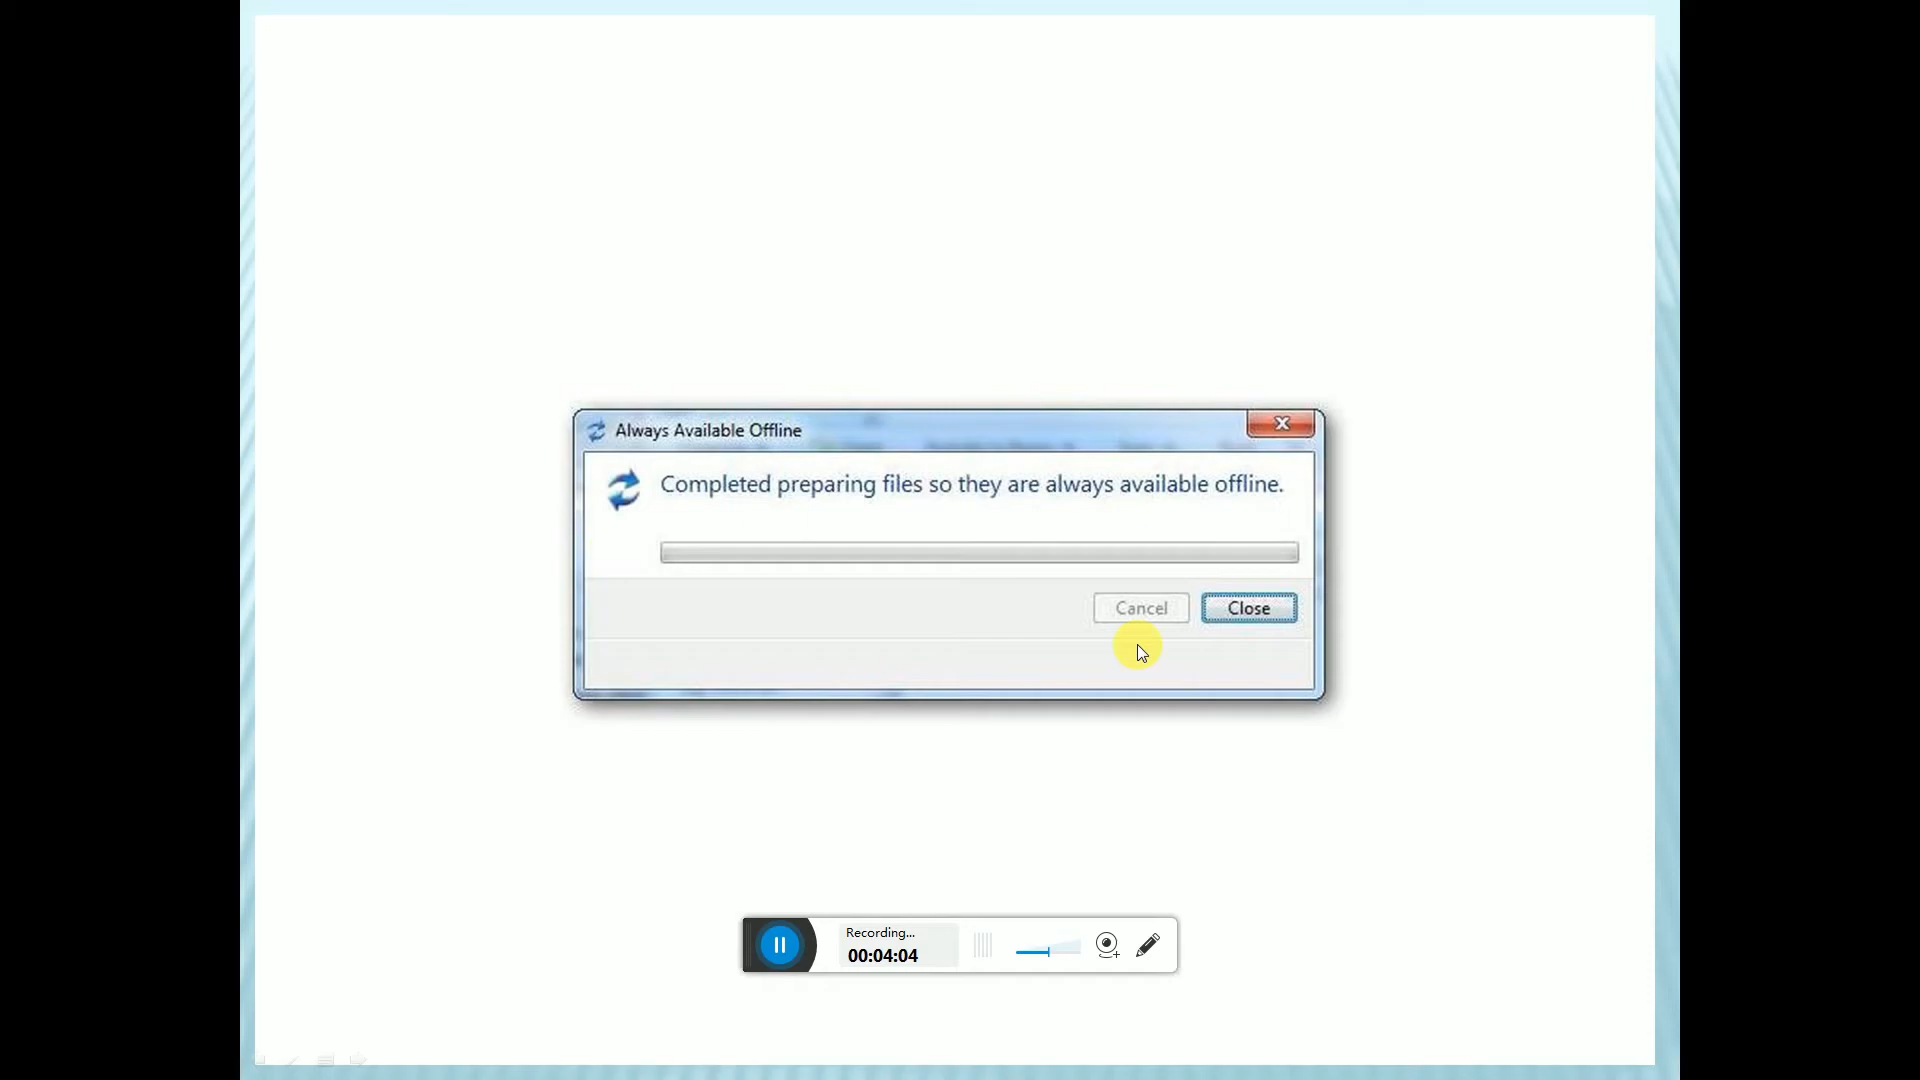 Always Available Offline
Completed preparing files so they are always available offline.
Cancel
Close
Recording...
00:04:04